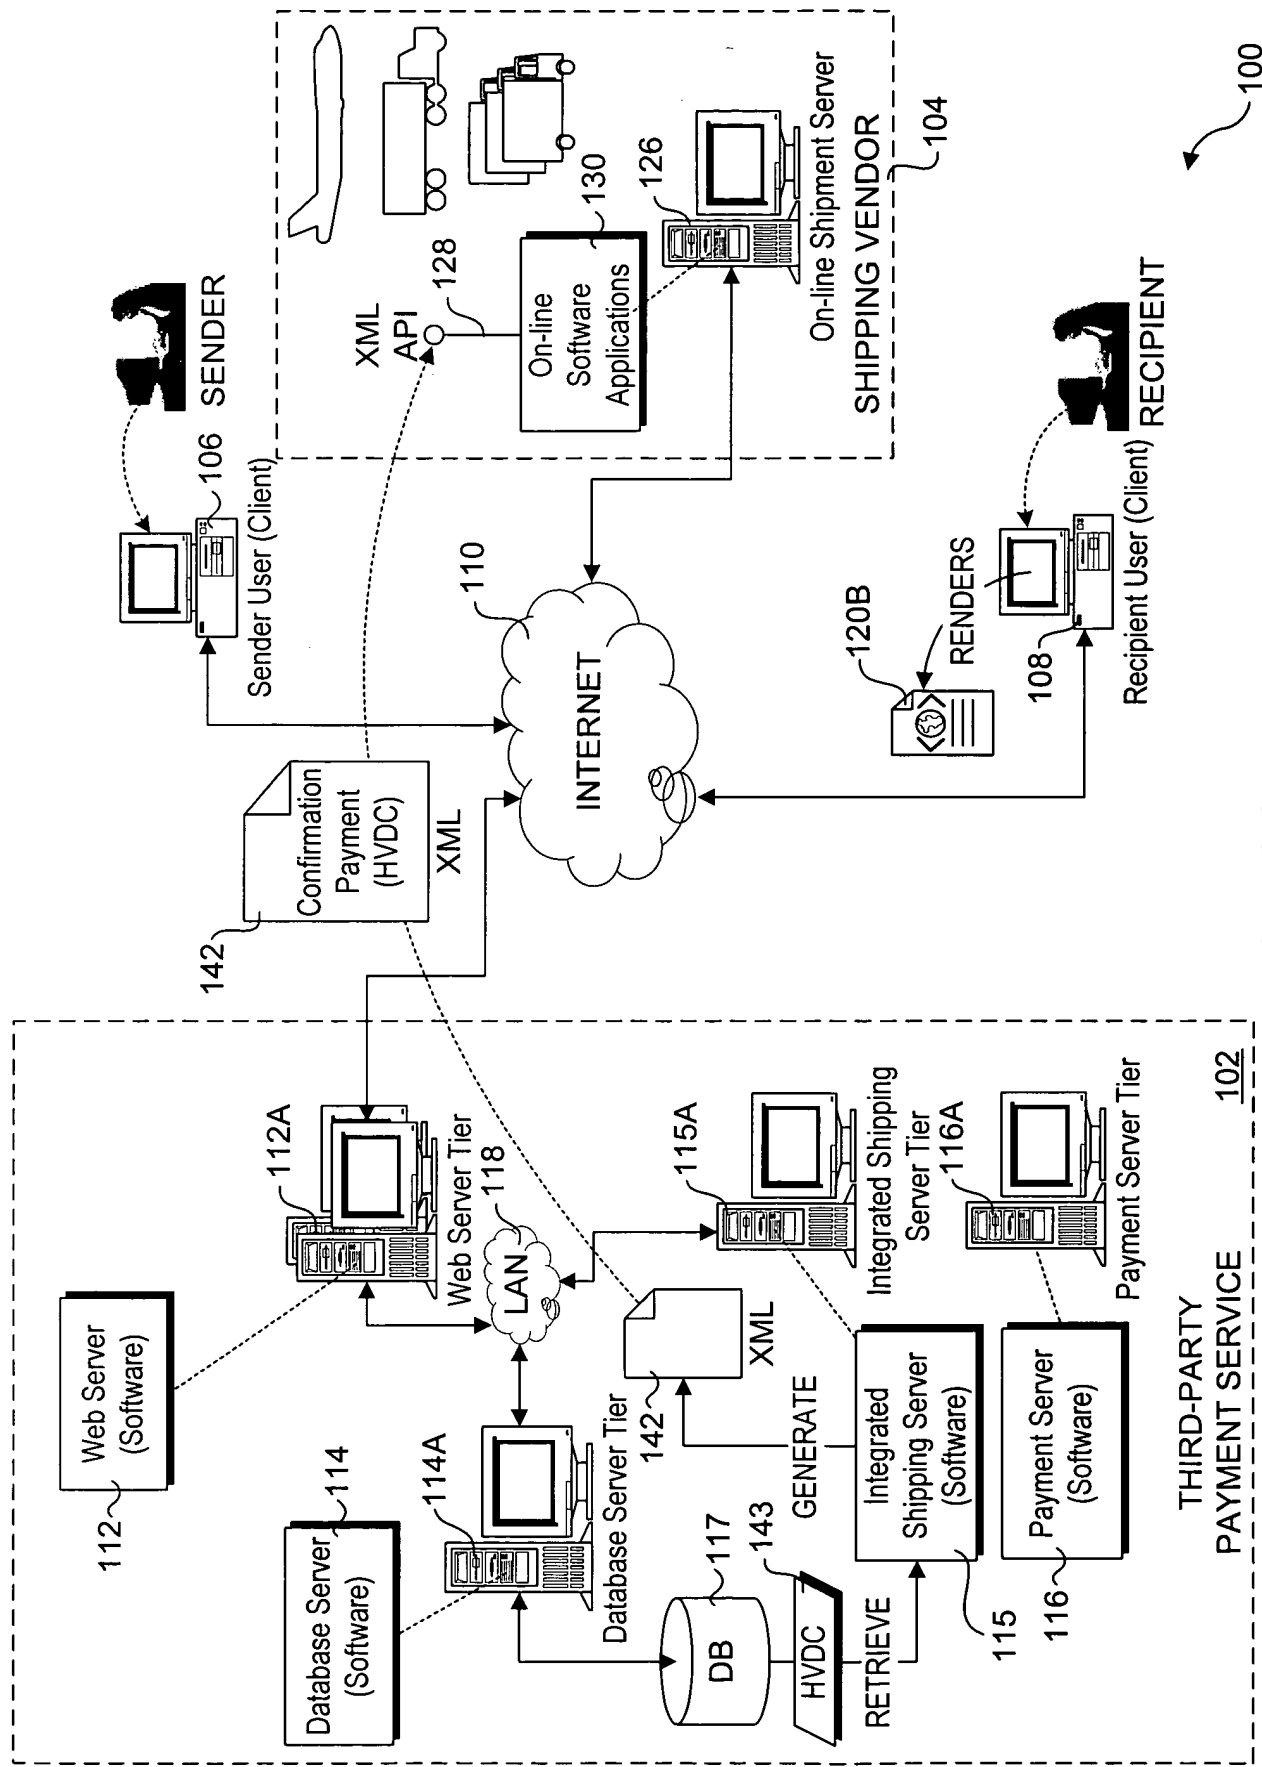 SENDER
106
Sender User (Client)
XML
API
128
On-line
Software
Applications
130
126
On-line Shipment Server
SHIPPING VENDOR
104
100
142
Confirmation
Payment
(HVDC)
XML
110
INTERNET
120B
RENDERS
108
Recipient User (Client)
RECIPIENT
112
Web Server
(Software)
112A
Web Server Tier
118
LAN
Database Server
(Software)
114
114A
Database Server Tier
142
XML
GENERATE
115A
Integrated Shipping
Server Tier
116A
Payment Server Tier
117
DB
143
HVDC
RETRIEVE
Integrated
Shipping Server
(Software)
115
Payment Server
(Software)
116
THIRD-PARTY
PAYMENT SERVICE
102